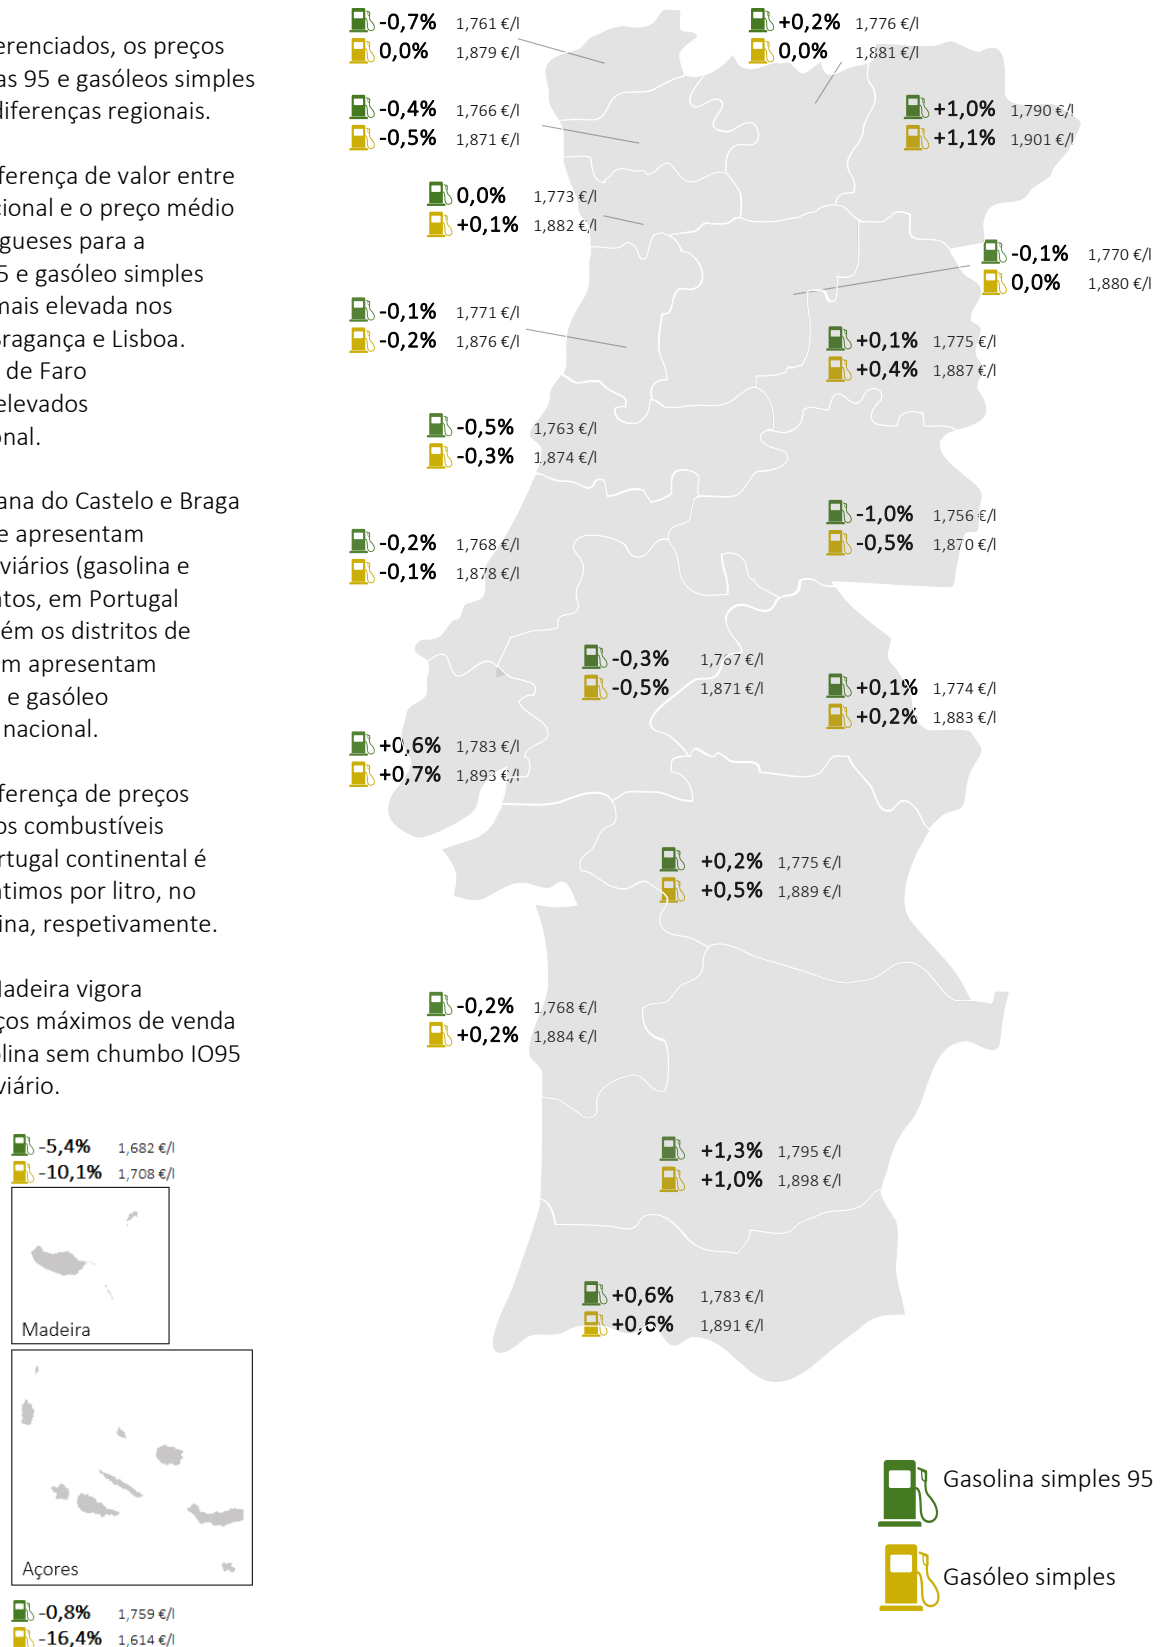 erenciados, os preços
as 95 e gasóleos simples
diferenças regionais.
ferença de valor entre
cional e o preço médio
gueses para a
5 e gasóleo simples
mais elevada nos
Bragança e Lisboa.
de Faro
elevados
onal.
ana do Castelo e Braga
e apresentam
viários (gasolina e
ntos, em Portugal
bém os distritos de
m apresentam
e gasóleo
nacional.
ferença de preços
os combustíveis
rtugal continental é
ntimos por litro, no
ina, respetivamente.
Madeira vigora
ços máximos de venda
olina sem chumbo IO95
viário.
-0,7% 1,761 €/l
0,0% 1,879 €/l
+0,2% 1,776 €/l
0,0% 1,881 €/l
-0,4% 1,766 €/l
-0,5% 1,871 €/l
+1,0% 1,790 €/l
+1,1% 1,901 €/l
0,0% 1,773 €/l
+0,1% 1,882 €/l
-0,1% 1,770 €/l
0,0% 1,880 €/l
-0,1% 1,771 €/l
-0,2% 1,876 €/l
+0,1% 1,775 €/l
+0,4% 1,887 €/l
-0,5% 1,763 €/l
-0,3% 1,874 €/l
-1,0% 1,756 €/l
-0,5% 1,870 €/l
-0,2% 1,768 €/l
-0,1% 1,878 €/l
-0,3% 1,767 €/l
-0,5% 1,871 €/l
+0,1% 1,774 €/l
+0,2% 1,883 €/l
+0,6% 1,783 €/l
+0,7% 1,893 €/l
+0,2% 1,775 €/l
+0,5% 1,889 €/l
-0,2% 1,768 €/l
+0,2% 1,884 €/l
+1,3% 1,795 €/l
+1,0% 1,898 €/l
+0,6% 1,783 €/l
+0,6% 1,891 €/l
-5,4% 1,682 €/l
-10,1% 1,708 €/l
Madeira
Açores
-0,8% 1,759 €/l
-16,4% 1,614 €/l
Gasolina simples 95
Gasóleo simples